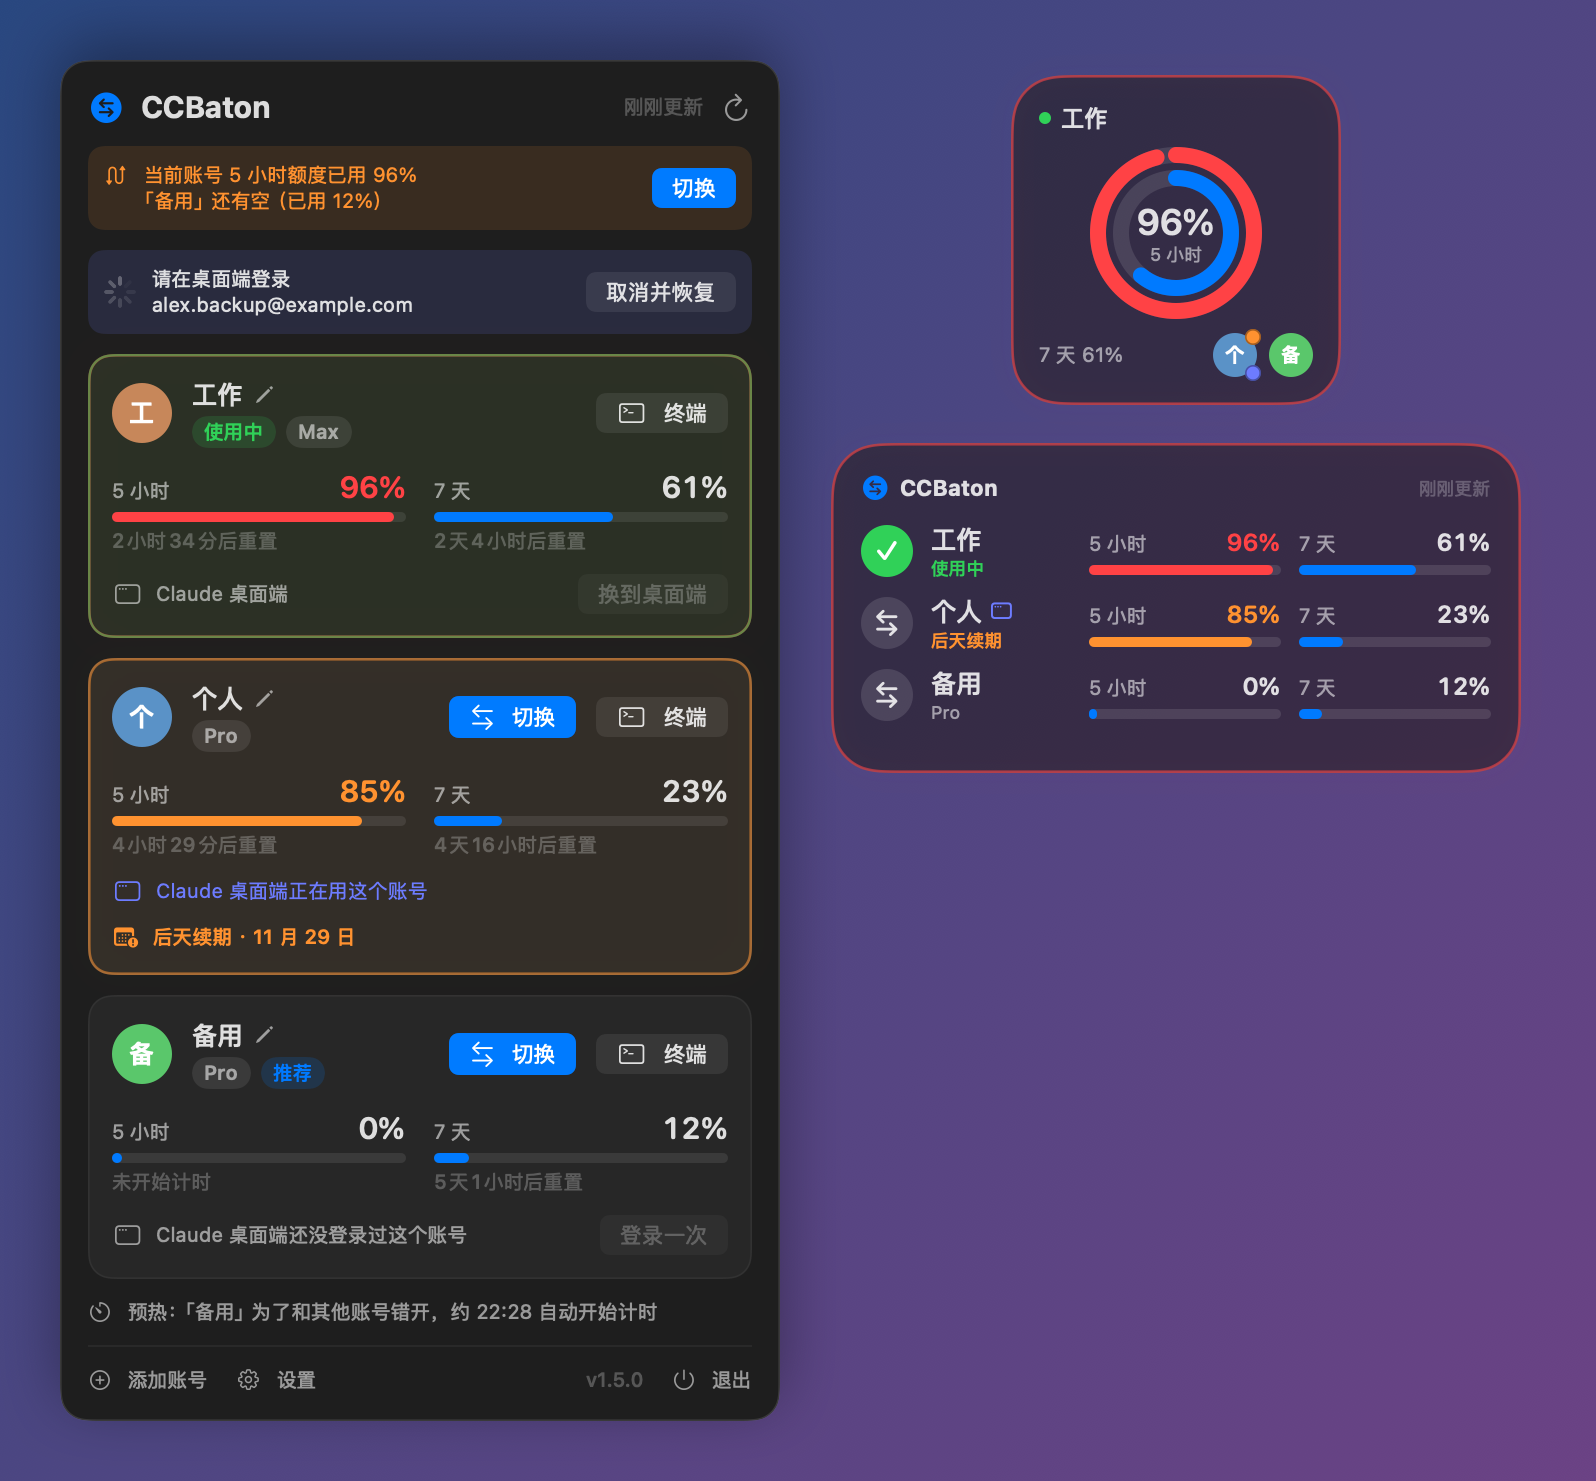 CCBaton
刚刚更新
当前账号 5 小时额度已用 96%
「备用」还有空（已用 12%）
切换
请在桌面端登录
alex.backup@example.com
取消并恢复
工
工作
使用中
Max
终端
5 小时
96%
7 天
61%
2小时34分后重置
2天4小时后重置
Claude 桌面端
换到桌面端
个
个人
Pro
切换
终端
5 小时
85%
7 天
23%
4小时29分后重置
4天16小时后重置
Claude 桌面端正在用这个账号
后天续期 · 11 月 29 日
备
备用
Pro
推荐
切换
终端
5 小时
0%
7 天
12%
未开始计时
5天1小时后重置
Claude 桌面端还没登录过这个账号
登录一次
预热：「备用」为了和其他账号错开，约 22:28 自动开始计时
添加账号
设置
v1.5.0
退出
工作
96%
5 小时
7 天 61%
个
备
CCBaton
刚刚更新
工作
使用中
5 小时
96%
7 天
61%
个人
后天续期
5 小时
85%
7 天
23%
备用
Pro
5 小时
0%
7 天
12%